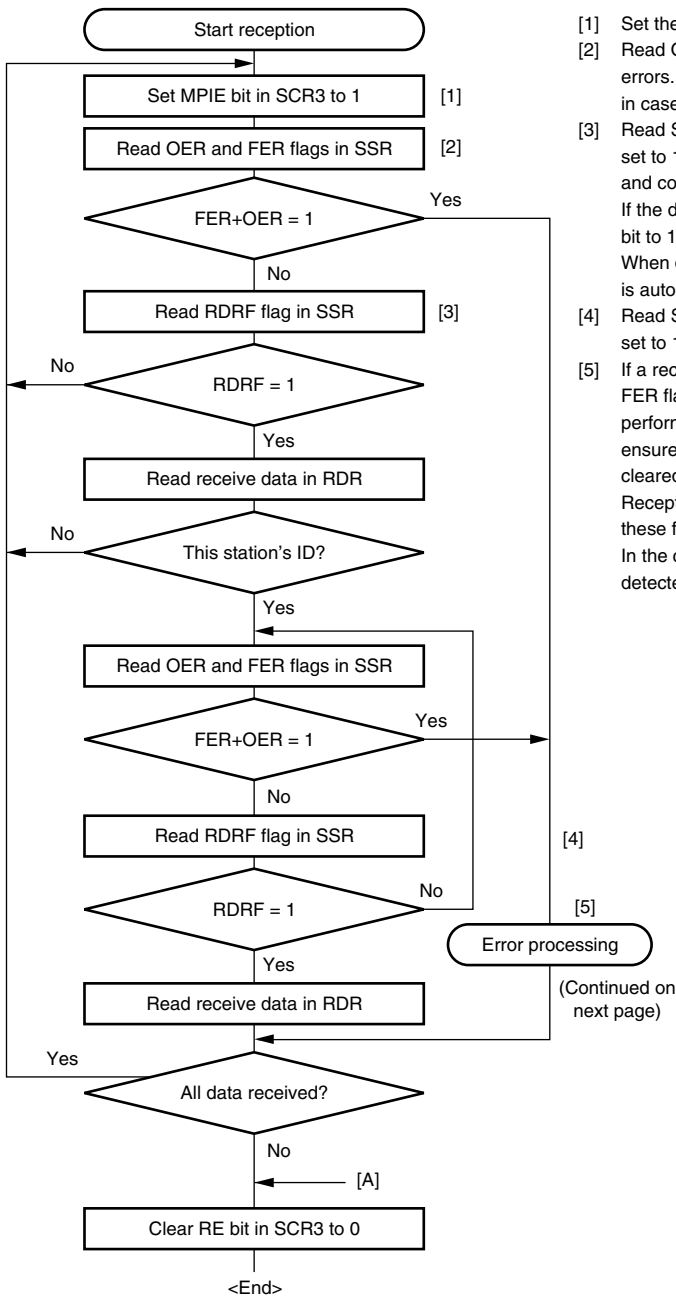 Start reception
Set MPIE bit in SCR3 to 1
[1]
Read OER and FER flags in SSR
[2]
FER+OER = 1
Yes
No
Read RDRF flag in SSR
[3]
No
RDRF = 1
Yes
Read receive data in RDR
No
This station's ID?
Yes
Read OER and FER flags in SSR
FER+OER = 1
Yes
No
Read RDRF flag in SSR
[4]
RDRF = 1
No
[5]
Error processing
Yes
(Continued on
next page)
Read receive data in RDR
Yes
All data received?
No
[A]
Clear RE bit in SCR3 to 0
<End>
[1] Set the
[2] Read
errors.
in case
[3] Read
set to 1
and co
If the d
bit to 1
When
is auto
[4] Read
set to 1
[5] If a rec
FER fla
perforr
ensure
cleared
Recept
these f
In the
detecte